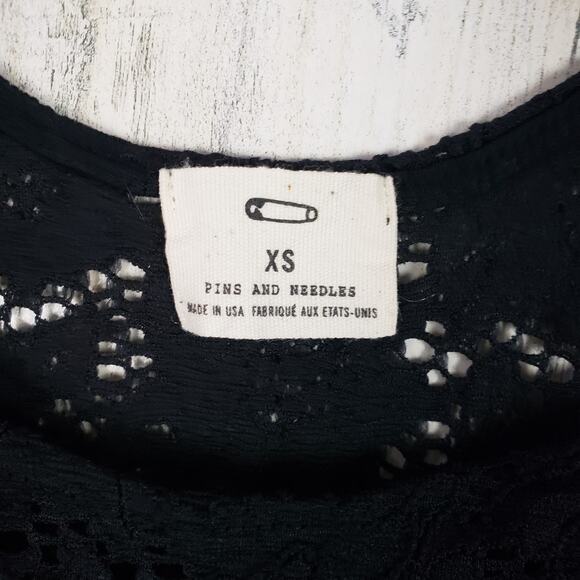 XS
PINS AND NEEDLES
MADE IN USA FABRIQUÉ AUX ETATS-UNIS